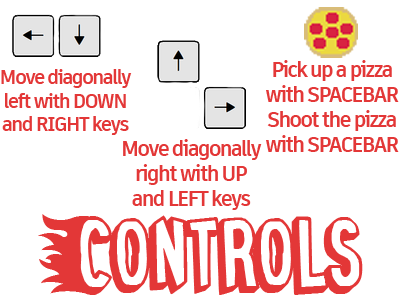 Move diagonally
left with DOWN
and RIGHT keys
Move diagonally
right with UP
and LEFT keys
Pick up a pizza
with SPACEBAR
Shoot the pizza
with SPACEBAR
CONTROLS